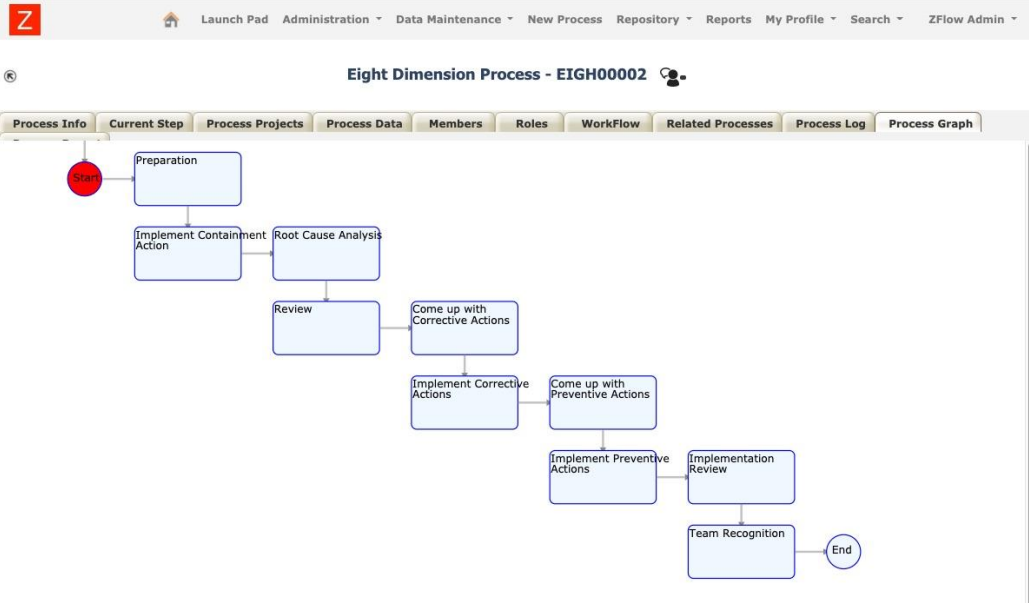 Z
Launch Pad Administration Data Maintenance New Process Repository Reports My Profile Search ZFlow Admin
Eight Dimension Process - EIGH00002
Process Info Current Step Process Projects Process Data Members Roles WorkFlow Related Processes Process Log Process Graph
Start
Preparation
Implement Containment
Action
Root Cause Analysis
Review
Come up with
Corrective Actions
Implement Corrective
Actions
Come up with
Preventive Actions
Implement Preventive
Actions
Implementation
Review
Team Recognition
End